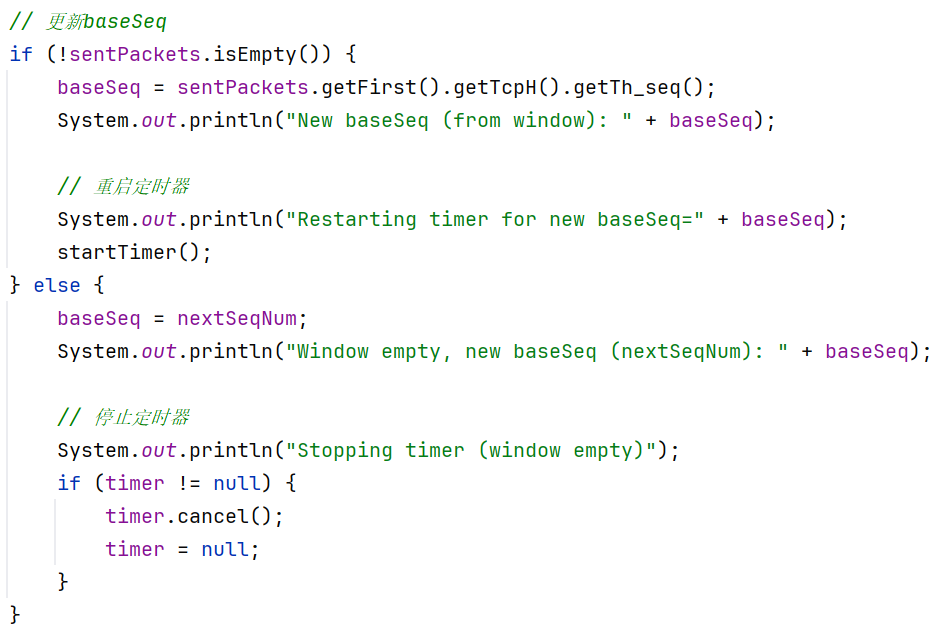 // 更新baseSeq
if (!sentPackets.isEmpty()) {
    baseSeq = sentPackets.getFirst().getTcpH().getTh_seq();
    System.out.println("New baseSeq (from window): " + baseSeq);

    // 重启定时器
    System.out.println("Restarting timer for new baseSeq=" + baseSeq);
    startTimer();
} else {
    baseSeq = nextSeqNum;
    System.out.println("Window empty, new baseSeq (nextSeqNum): " + baseSeq);

    // 停止定时器
    System.out.println("Stopping timer (window empty)");
    if (timer != null) {
        timer.cancel();
        timer = null;
    }
}